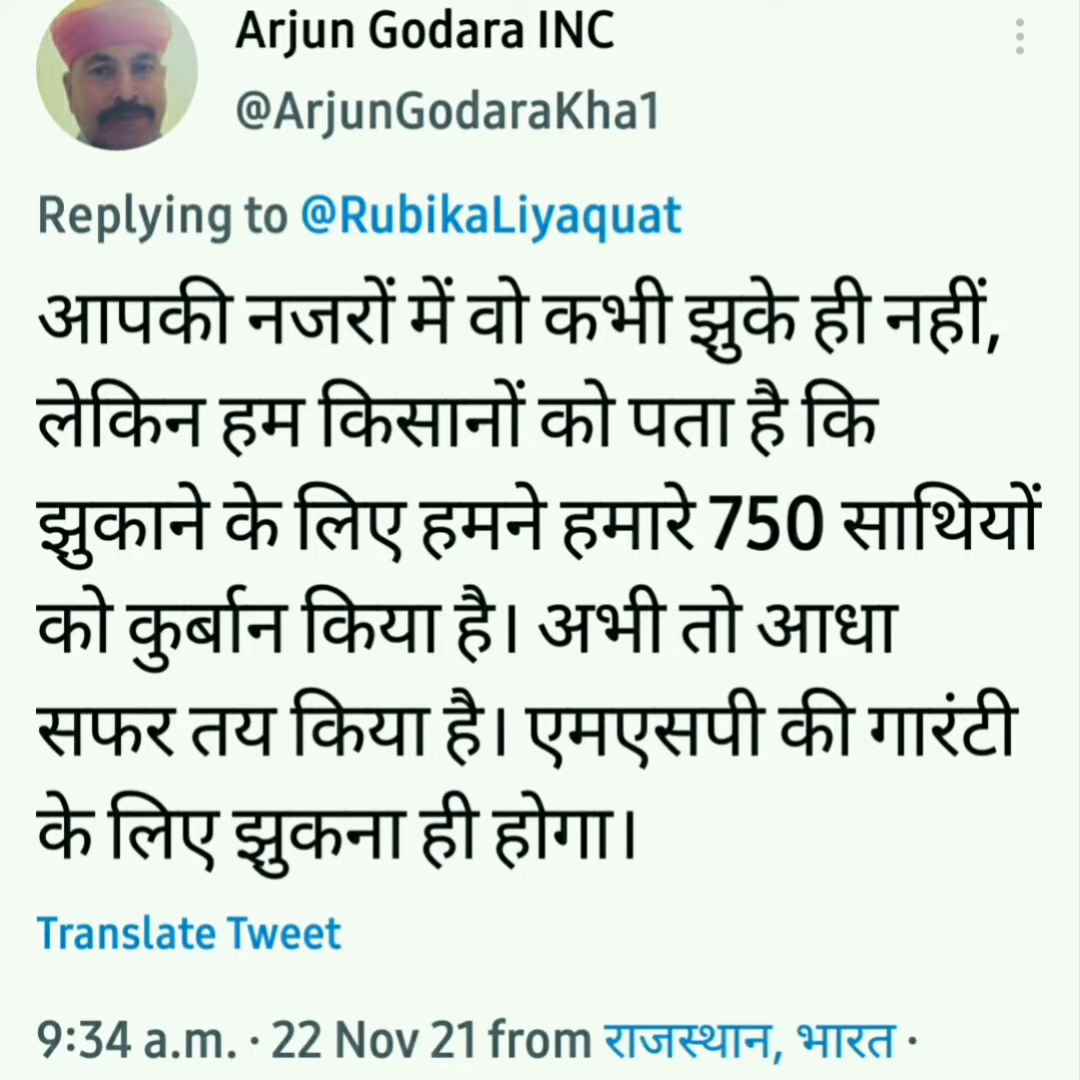 Arjun Godara INC
@ArjunGodaraKha1
Replying to @RubikaLiyaquat
आपकी नजरों में वो कभी झुके ही नहीं,
लेकिन हम किसानों को पता है कि
झुकाने के लिए हमने हमारे 750 साथियों
को कुर्बान किया है। अभी तो आधा
सफर तय किया है। एमएसपी की गारंटी
के लिए झुकना ही होगा।
Translate Tweet
9:34 a.m. · 22 Nov 21 from राजस्थान, भारत ·